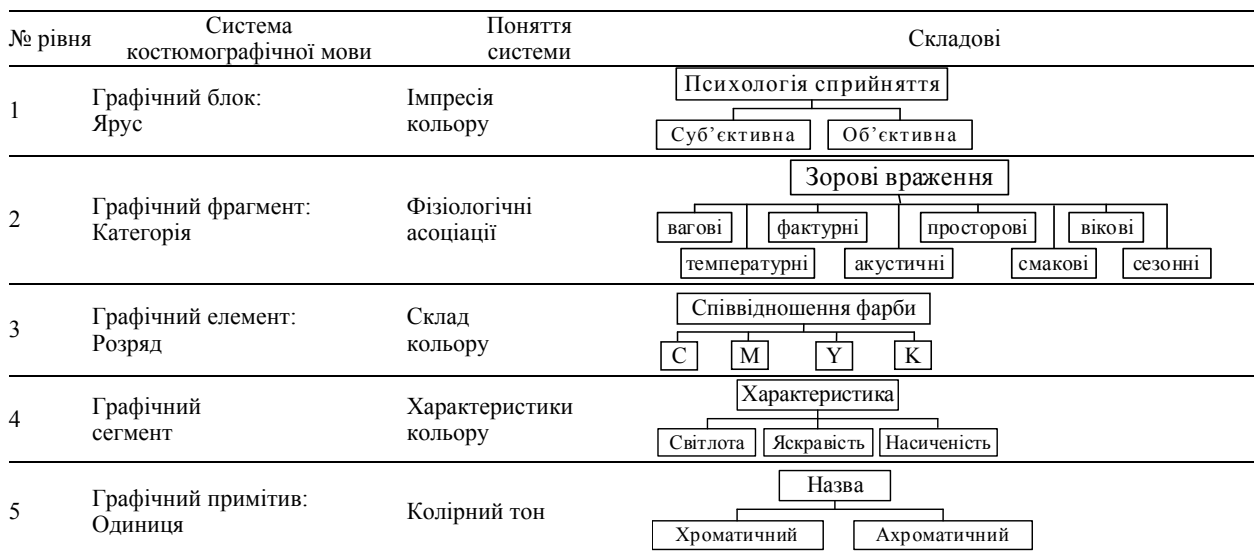 № рівня Система костюмографічної мови Поняття системи Складові
1 Графічний блок: Ярус Імпресія кольору Психологія сприйняття
Суб’єктивна Об’єктивна
2 Графічний фрагмент: Категорія Фізіологічні асоціації Зорові враження
вагові фактурні просторові вікові
температурні акустичні смакові сезонні
3 Графічний елемент: Розряд Склад кольору Співвідношення фарби
C M Y K
4 Графічний сегмент Характеристики кольору Характеристика
Світлота Яскравість Насиченість
5 Графічний примітив: Одиниця Колірний тон Назва
Хроматичний Ахроматичний